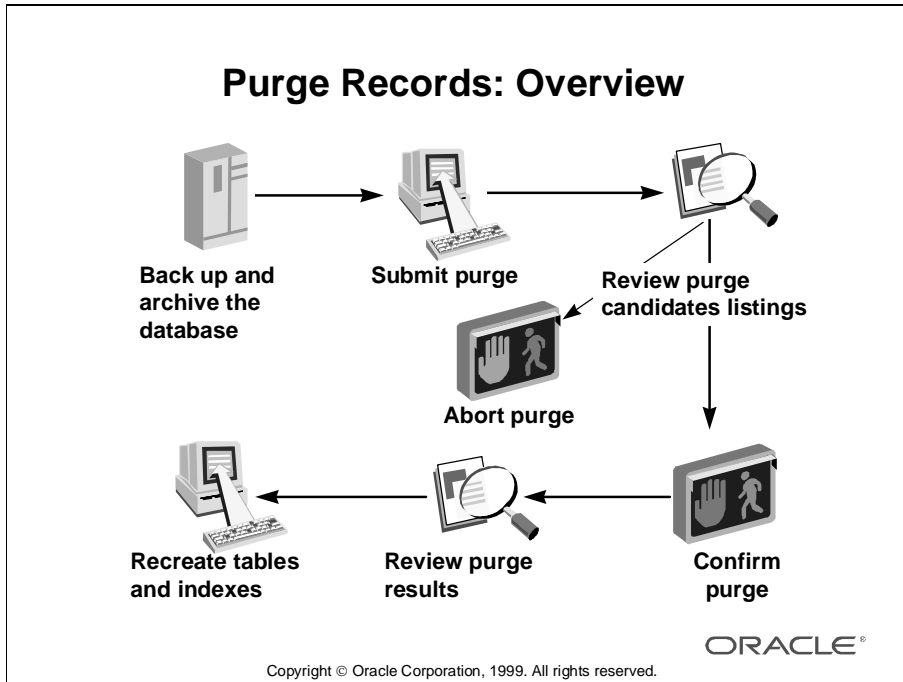 Purge Records: Overview
Back up and
archive the
database
Submit purge
Review purge
candidates listings
Abort purge
Recreate tables
and indexes
Review purge
results
Confirm
purge
ORACLE®
Copyright © Oracle Corporation, 1999. All rights reserved.